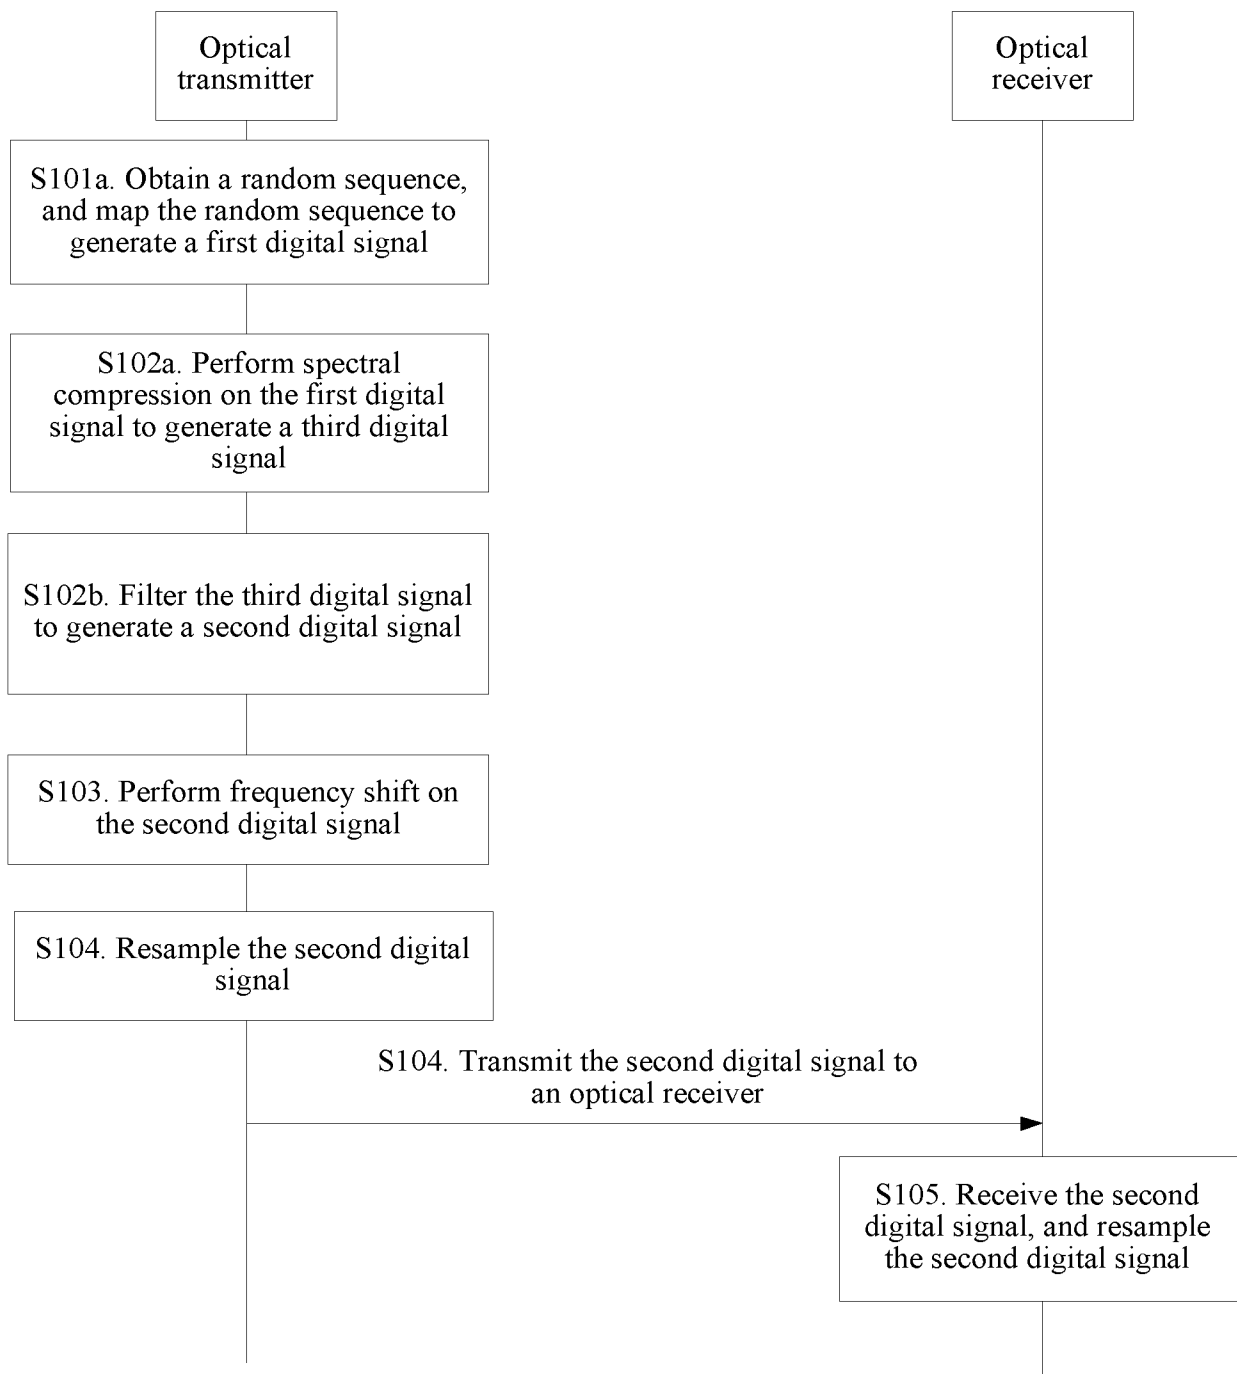 Optical
transmitter
Optical
receiver
S101a. Obtain a random sequence,
and map the random sequence to
generate a first digital signal
S102a. Perform spectral
compression on the first digital
signal to generate a third digital
signal
S102b. Filter the third digital signal
to generate a second digital signal
S103. Perform frequency shift on
the second digital signal
S104. Resample the second digital
signal
S104. Transmit the second digital signal to
an optical receiver
S105. Receive the second
digital signal, and resample
the second digital signal